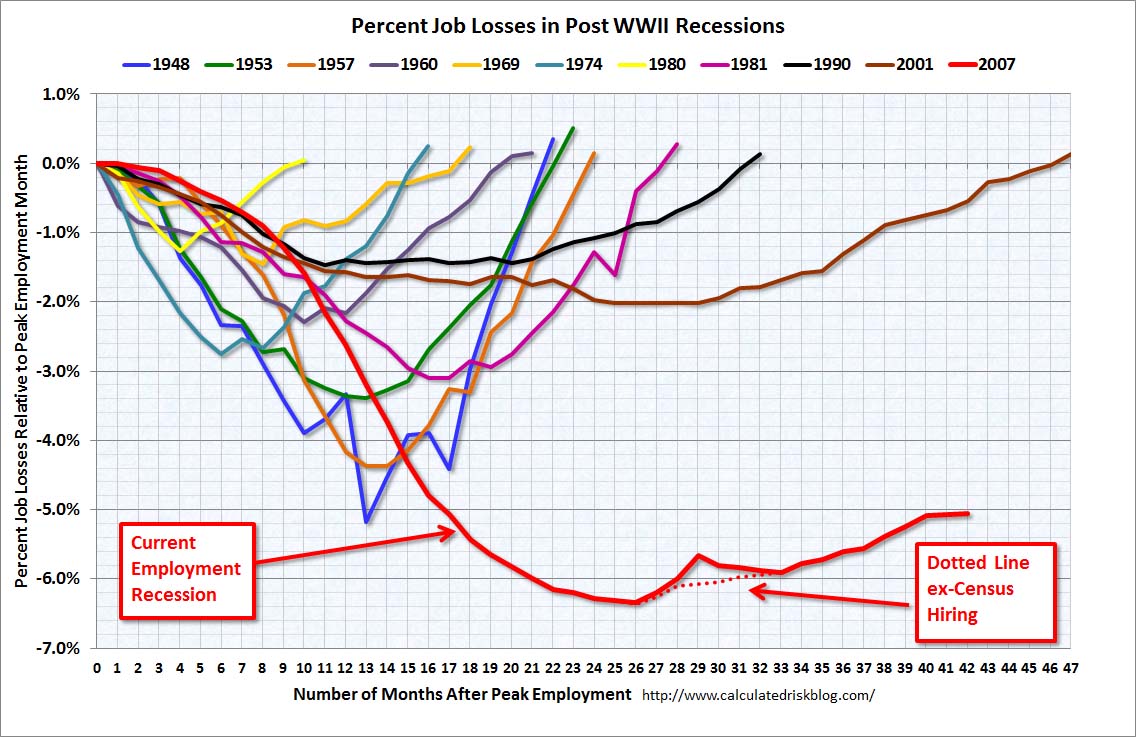 Percent Job Losses in Post WWII Recessions
1948 1953 1957 1960 1969 1974 1980 1981 1990 2001 2007
Percent Job Losses Relative to Peak Employment Month
1.0%
0.0%
-1.0%
-2.0%
-3.0%
-4.0%
-5.0%
-6.0%
-7.0%
Current
Employment
Recession
Dotted Line
ex-Census
Hiring
0 1 2 3 4 5 6 7 8 9 10 11 12 13 14 15 16 17 18 19 20 21 22 23 24 25 26 27 28 29 30 31 32 33 34 35 36 37 38 39 40 41 42 43 44 45 46 47
Number of Months After Peak Employment http://www.calculatedriskblog.com/